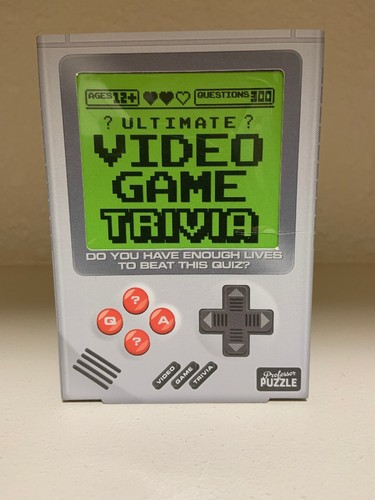 AGES 12+ QUESTIONS 300
? ULTIMATE ?
VIDEO
GAME
TRIVIA
DO YOU HAVE ENOUGH LIVES
TO BEAT THIS QUIZ?
?
Q A
?
VIDEO GAME TRIVIA
Professor
PUZZLE